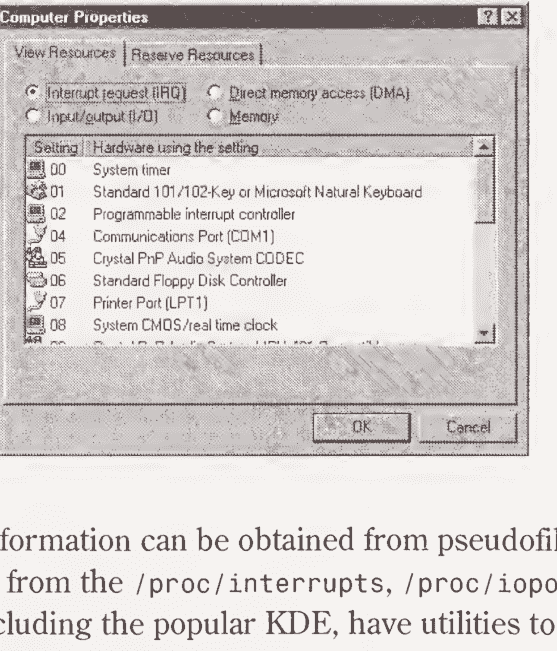 Computer Properties
View Resources Reserve Resources
Interrupt request (IRQ) Direct memory access (DMA)
Input/output (I/O) Memory
Setting Hardware using the setting
00 System timer
01 Standard 101/102-Key or Microsoft Natural Keyboard
02 Programmable interrupt controller
04 Communications Port (COM1)
05 Crystal PnP Audio System CODEC
06 Standard Floppy Disk Controller
07 Printer Port (LPT1)
08 System CMOS/real time clock
OK Cancel
formation can be obtained from pseudofil
from the /proc/interrupts, /proc/iopo
cluding the popular KDE, have utilities to